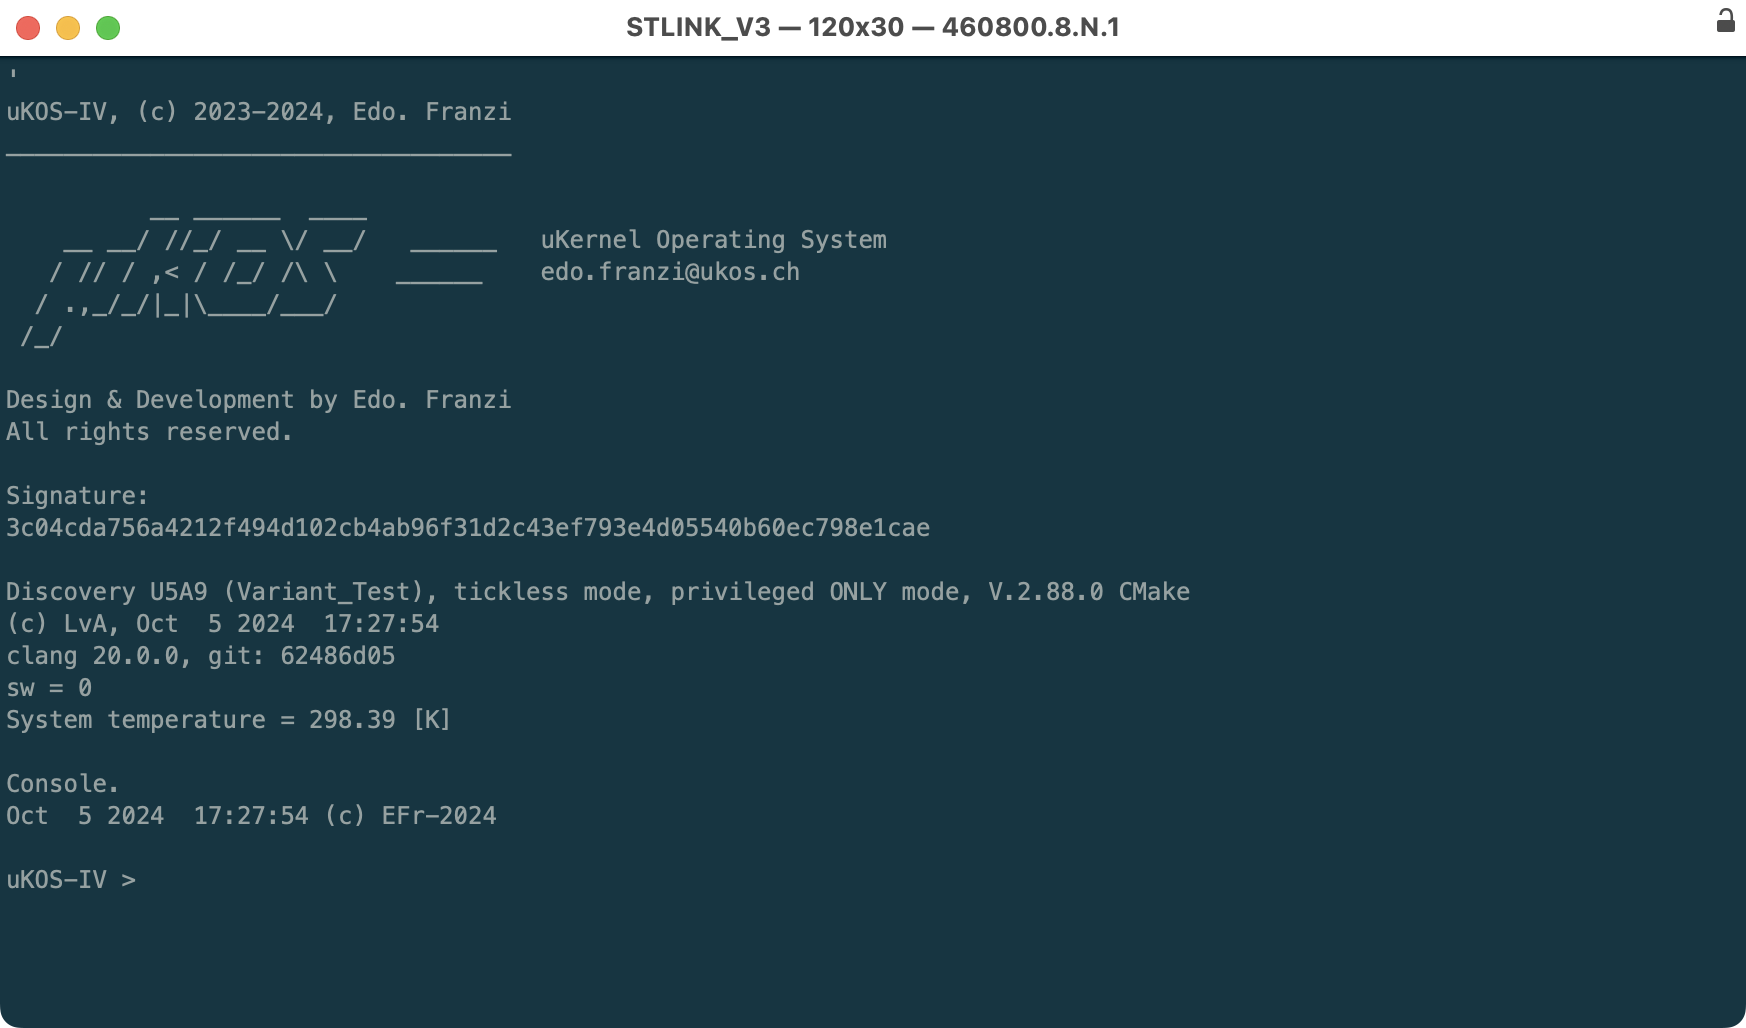 STLINK_V3 — 120x30 — 460800.8.N.1
'
uKOS-IV, (c) 2023-2024, Edo. Franzi
___________________________________
          __ ______  ____
    __ __/ //_/ __ \/ __/   ______   uKernel Operating System
   / // / ,< / /_/ /\ \    ______    edo.franzi@ukos.ch
  / .,_/_/|_|\____/___/
 /_/
Design & Development by Edo. Franzi
All rights reserved.
Signature:
3c04cda756a4212f494d102cb4ab96f31d2c43ef793e4d05540b60ec798e1cae
Discovery U5A9 (Variant_Test), tickless mode, privileged ONLY mode, V.2.88.0 CMake
(c) LvA, Oct  5 2024  17:27:54
clang 20.0.0, git: 62486d05
sw = 0
System temperature = 298.39 [K]
Console.
Oct  5 2024  17:27:54 (c) EFr-2024
uKOS-IV >